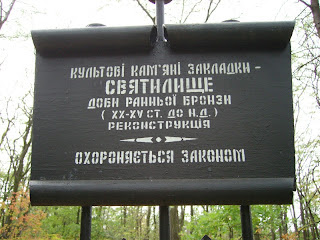 КУЛЬТОВІ КАМ'ЯНІ ЗАКЛАДКИ -
СВЯТИЛИЩЕ
ДОБИ РАННЬОЇ БРОНЗИ
( XX-XV СТ. ДО Н.Д.)
РЕКОНСТРУКЦІЯ
ОХОРОНЯЄТЬСЯ ЗАКОНОМ